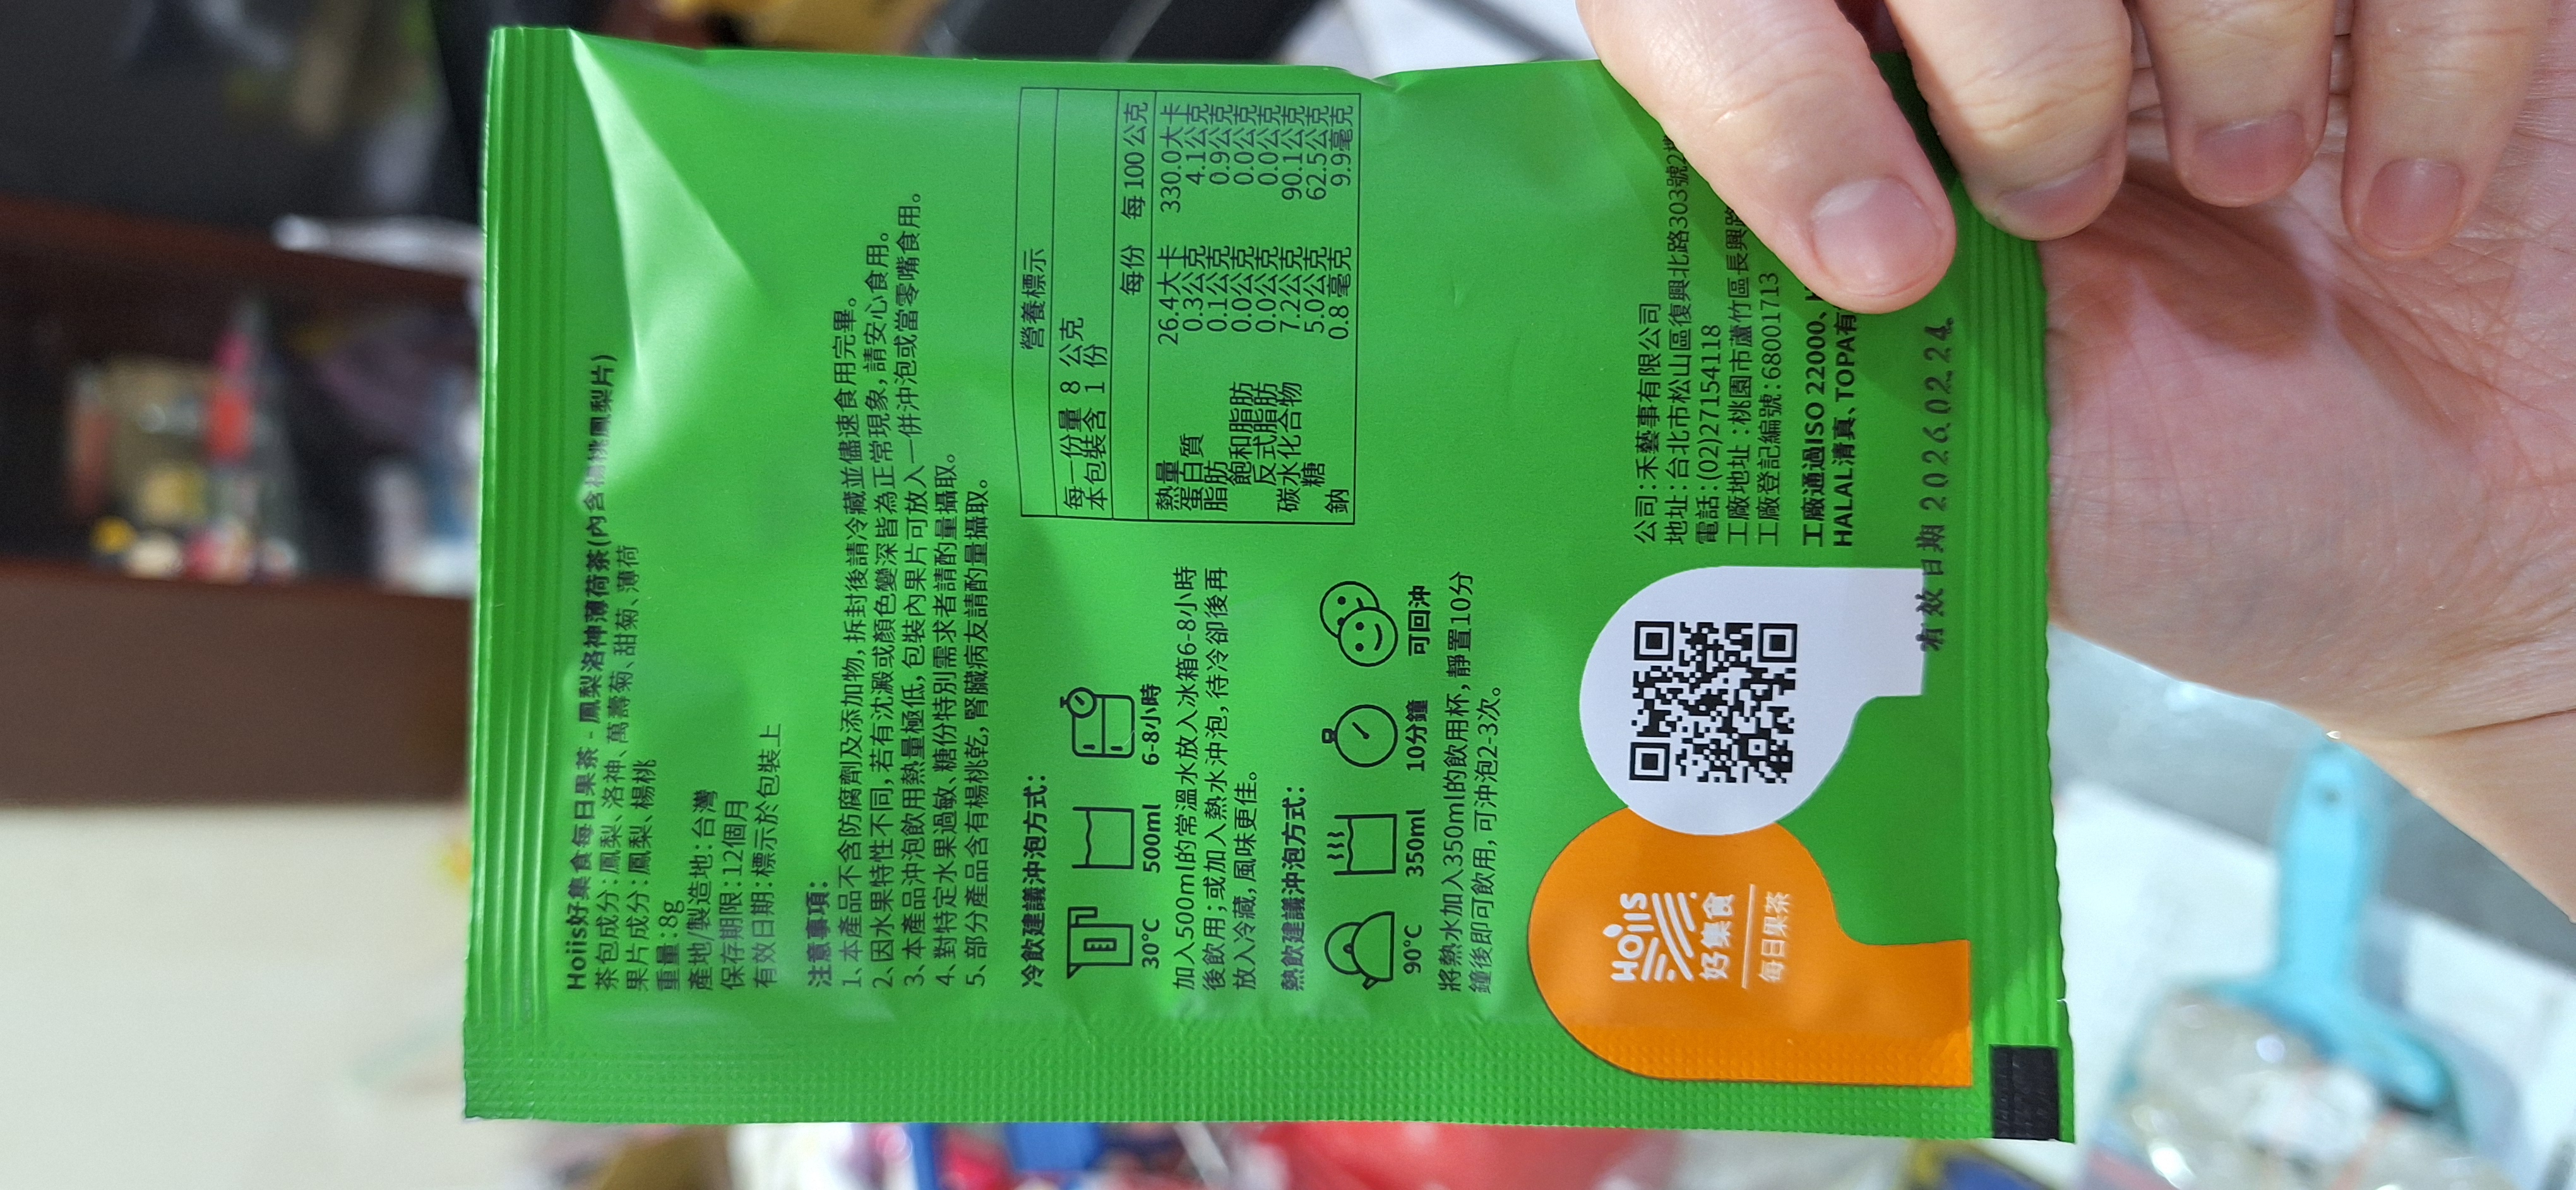 Hoiis好集食每日果茶 - 鳳梨洛神薄荷茶(內含楊桃鳳梨片)
茶包成分:鳳梨、洛神、萬壽菊、甜菊、薄荷
果片成分:鳳梨、楊桃
重量:8g
產地/製造地:台灣
保存期限:12個月
有效日期:標示於包裝上
注意事項:
1、本產品不含防腐劑及添加物,拆封後請冷藏並儘速食用完畢。
2、因水果特性不同,若有沈澱或顏色變深皆為正常現象,請安心食用。
3、本產品沖泡飲用熱量極低,包裝內果片可放入一併沖泡或當零嘴食用。
4、對特定水果過敏、糖份特別需求者請酌量攝取。
5、部分產品含有楊桃乾,腎臟病友請酌量攝取。
冷飲建議沖泡方式:
30°C 500ml 6-8小時
加入500ml的常溫水放入冰箱6-8小時
後飲用;或加入熱水沖泡,待冷卻後再
放入冷藏,風味更佳。
熱飲建議沖泡方式:
90°C 350ml 10分鐘 可回沖
將熱水加入350ml的飲用杯,靜置10分
鐘後即可飲用,可沖泡2-3次。
營養標示
每一份量 8 公克
本包裝含 1 份
每份 每 100 公克
熱量 26.4大卡 330.0大卡
蛋白質 0.3公克 4.1公克
脂肪 0.1公克 0.9公克
飽和脂肪 0.0公克 0.0公克
反式脂肪 0.0公克 0.0公克
碳水化合物 7.2公克 90.1公克
糖 5.0公克 62.5公克
鈉 0.8毫克 9.9毫克
Hoiis
好集食
每日果茶
公司:禾藝事有限公司
地址:台北市松山區復興北路303號2
電話:(02)27154118
工廠地址:桃園市蘆竹區長興路
工廠登記編號:68001713
工廠通過ISO 22000、
HALAL清真、TOPA有
有效日期 2026.02.24